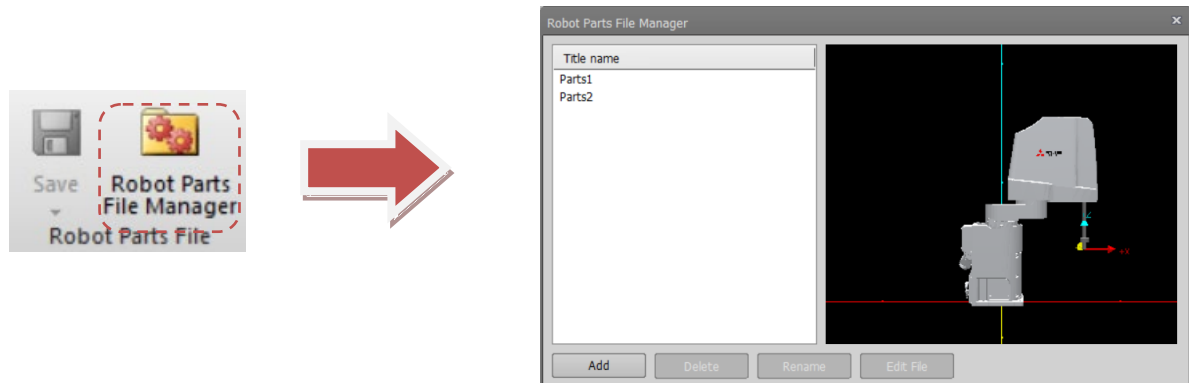 Save
Robot Parts
File Manager
Robot Parts File
Robot Parts File Manager
Title name
Parts1
Parts2
Z
+X
Add
Delete
Rename
Edit File